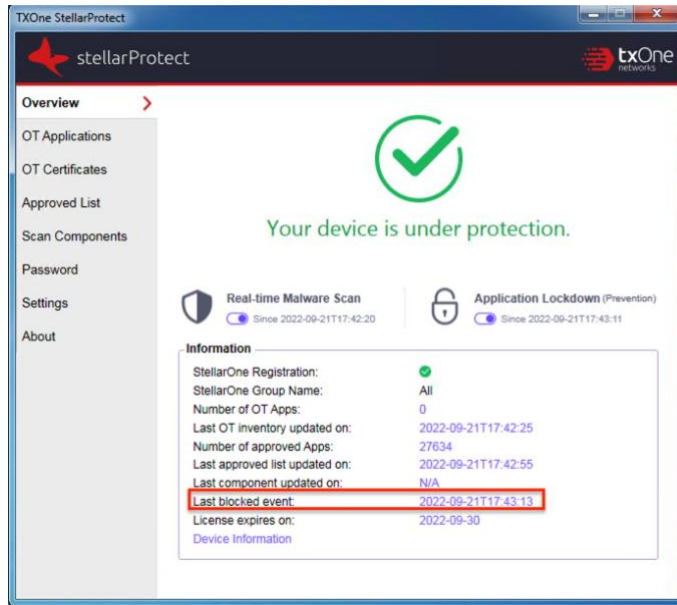 TXOne StellarProtect
stellarProtect
txOne
networks
Overview
OT Applications
OT Certificates
Approved List
Scan Components
Password
Settings
About
Your device is under protection.
Real-time Malware Scan
Since 2022-09-21T17:42:20
Application Lockdown (Prevention)
Since 2022-09-21T17:43:11
Information
StellarOne Registration:
StellarOne Group Name: All
Number of OT Apps: 0
Last OT inventory updated on: 2022-09-21T17:42:25
Number of approved Apps: 27634
Last approved list updated on: 2022-09-21T17:42:55
Last component updated on: N/A
Last blocked event: 2022-09-21T17:43:13
License expires on: 2022-09-30
Device Information